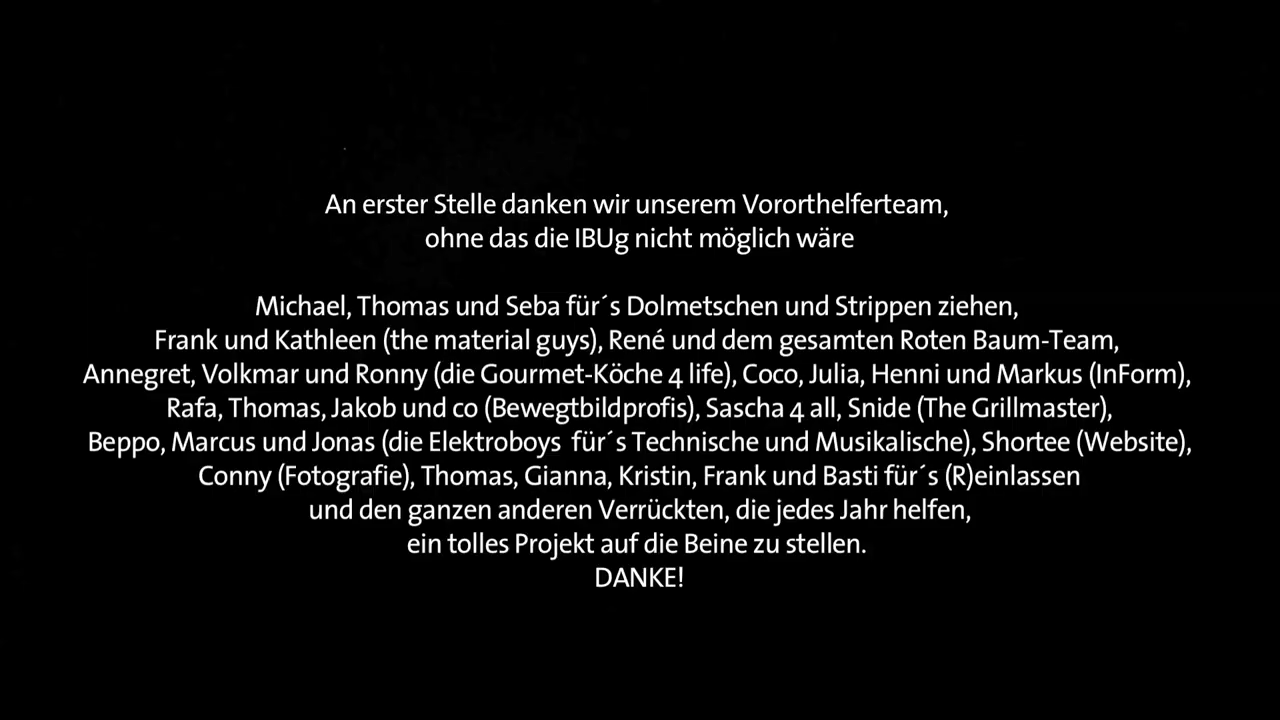 An erster Stelle danken wir unserem Vororthelferteam,
ohne das die IBUg nicht möglich wäre
Michael, Thomas und Seba für´s Dolmetschen und Strippen ziehen,
Frank und Kathleen (the material guys), René und dem gesamten Roten Baum-Team,
Annegret, Volkmar und Ronny (die Gourmet-Köche 4 life), Coco, Julia, Henni und Markus (InForm),
Rafa, Thomas, Jakob und co (Bewegtbildprofis), Sascha 4 all, Snide (The Grillmaster),
Beppo, Marcus und Jonas (die Elektroboys  für´s Technische und Musikalische), Shortee (Website),
Conny (Fotografie), Thomas, Gianna, Kristin, Frank und Basti für´s (R)einlassen
und den ganzen anderen Verrückten, die jedes Jahr helfen,
ein tolles Projekt auf die Beine zu stellen.
DANKE!